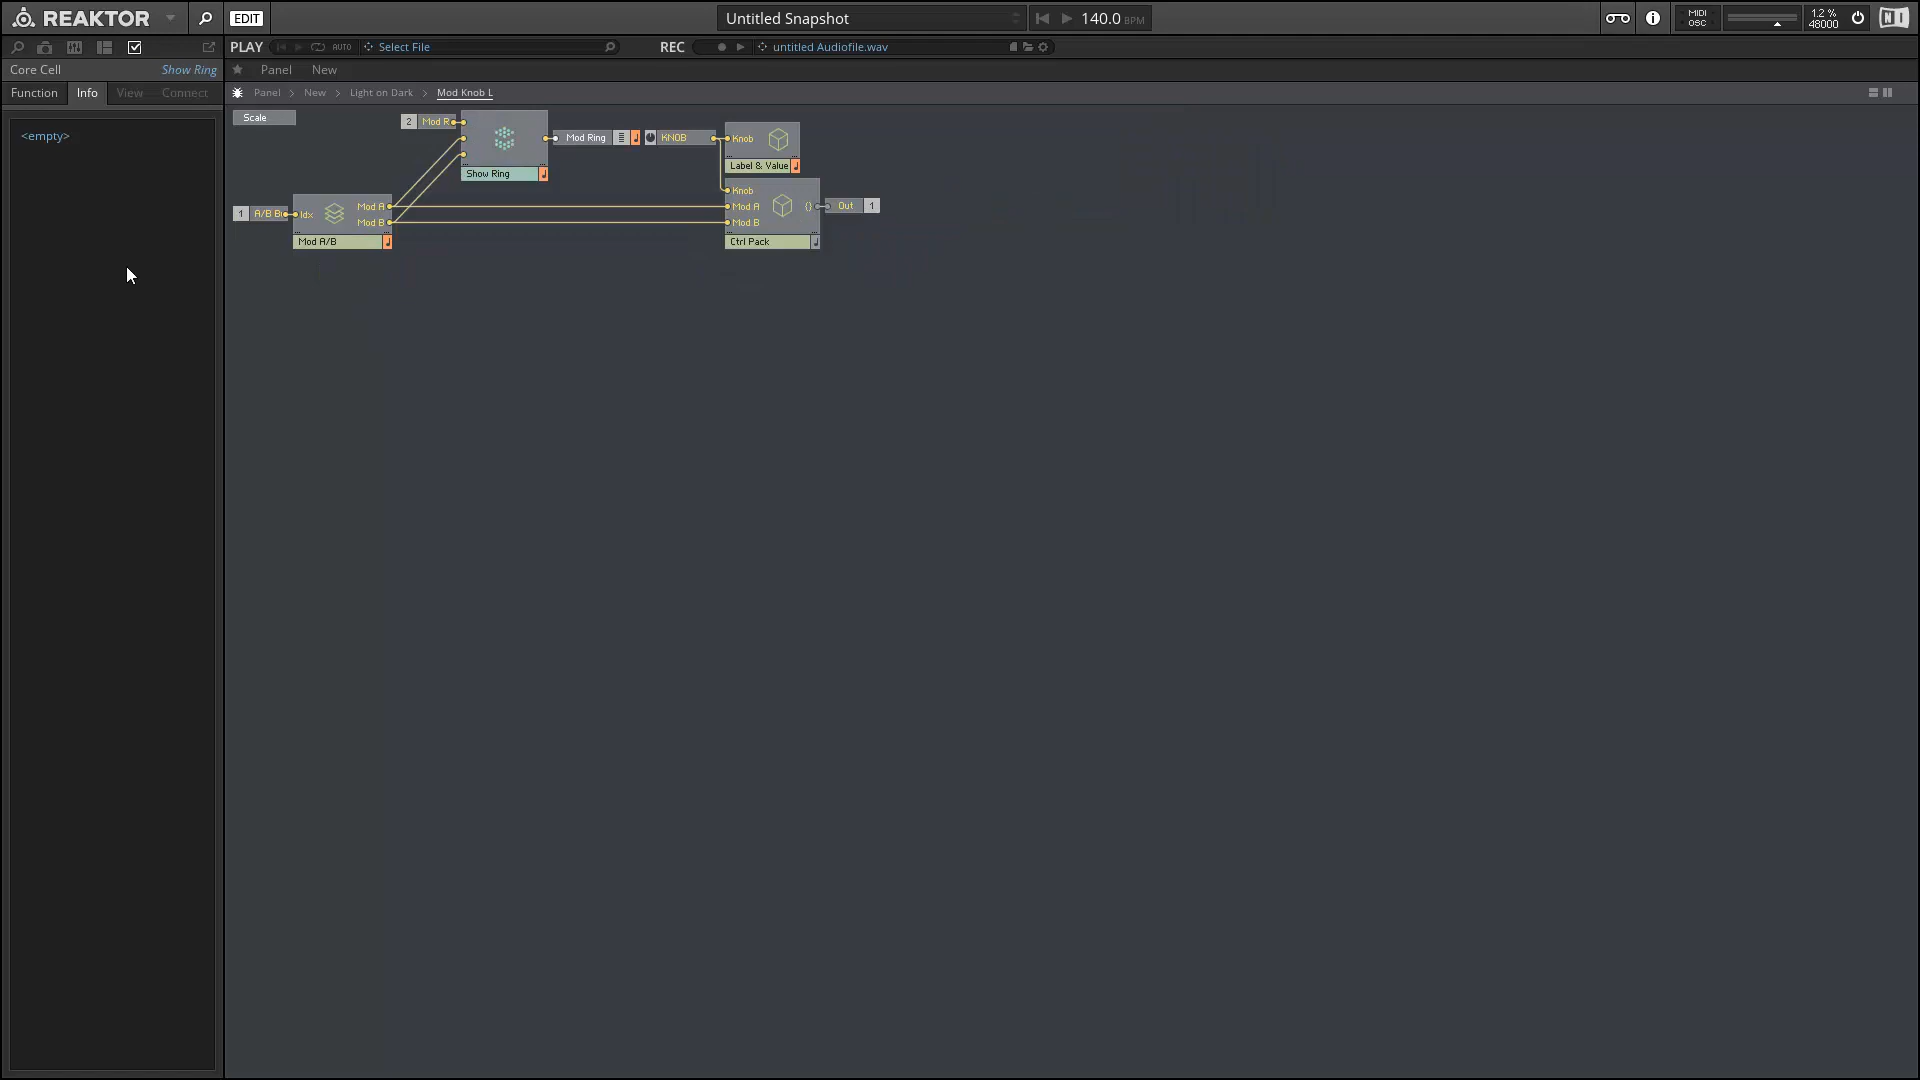 REAKTOR
EDIT
Untitled Snapshot
140.0 BPM
MIDI
OSC
1.2 %
48000
NI
PLAY
AUTO
Select File
REC
untitled Audiofile.wav
Core Cell
Show Ring
Panel
New
Function
Info
View
Connect
Panel > New > Light on Dark > Mod Knob L
<empty>
Scale
2 Mod R
Show Ring
Mod Ring
KNOB
Knob
Label & Value
1 A/B B
Idx
Mod A
Mod B
Mod A/B
Knob
Mod A
Mod B
Ctrl Pack
Out 1